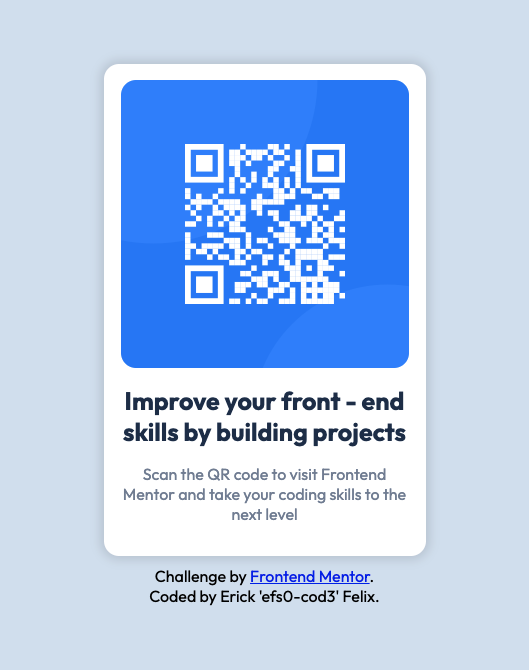 Improve your front - end
skills by building projects
Scan the QR code to visit Frontend
Mentor and take your coding skills to the
next level
Challenge by Frontend Mentor.
Coded by Erick 'efs0-cod3' Felix.